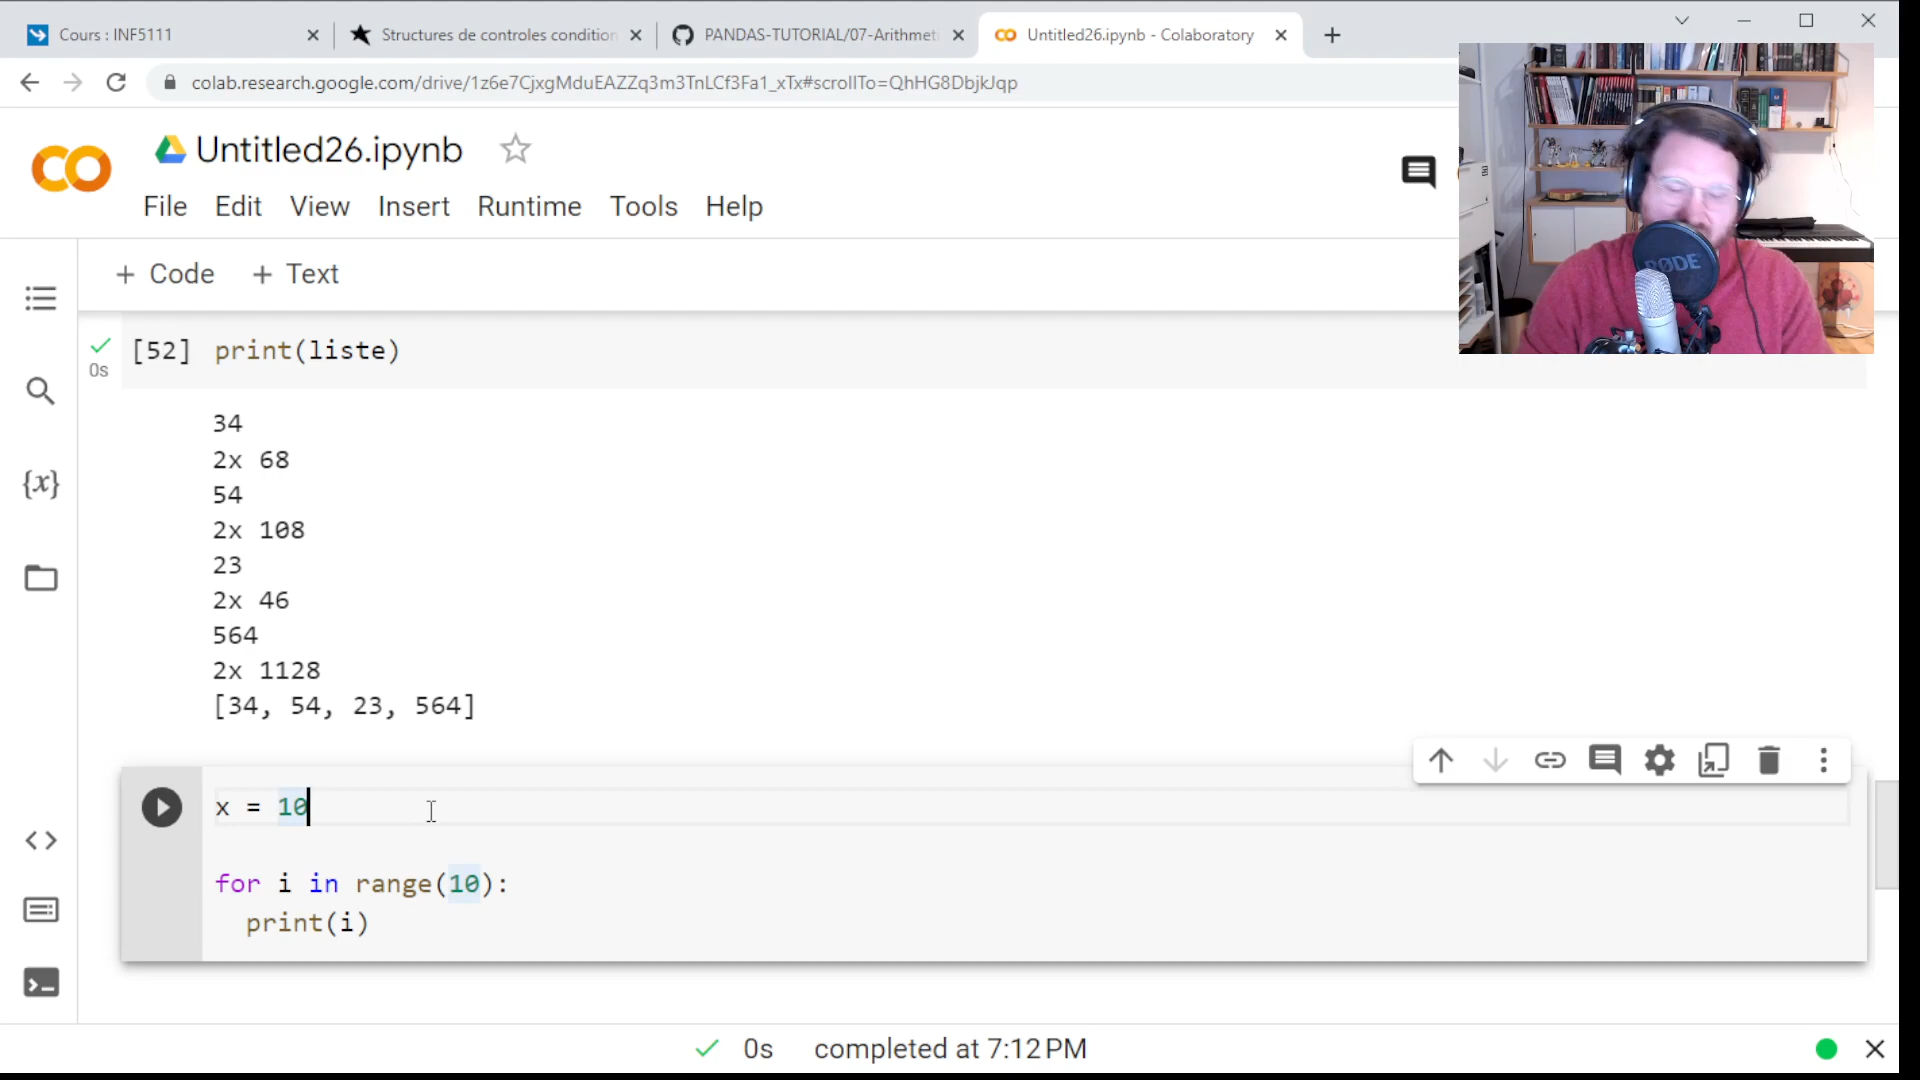 Cours : INF5111
Structures de controles condition
PANDAS-TUTORIAL/07-Arithmeti
Untitled26.ipynb - Colaboratory
colab.research.google.com/drive/1z6e7CjxgMduEAZZq3m3TnLCf3Fa1_xTx#scrollTo=QhHG8DbjkJqp
Untitled26.ipynb
File Edit View Insert Runtime Tools Help
+ Code + Text
[52] print(liste)
0s
34
2x 68
54
2x 108
23
2x 46
564
2x 1128
[34, 54, 23, 564]
x = 10
for i in range(10):
print(i)
0s completed at 7:12 PM
RØDE